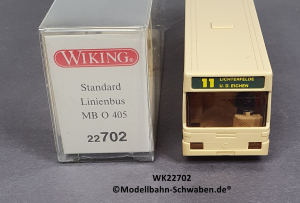 WIKING
Standard
Linienbus
MB O 405
22702
11 LICHTERFELDE
U.D. EICHEN
WK22702
©Modellbahn-Schwaben.de®